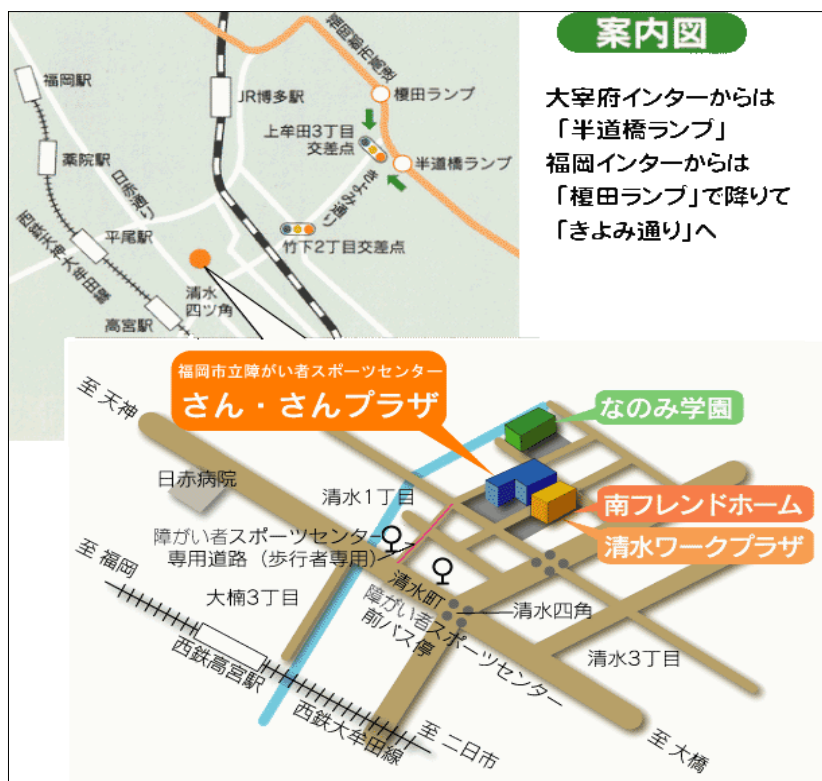 案内図
大宰府インターからは
「半道橋ランプ」
福岡インターからは
「榎田ランプ」で降りて
「きよみ通り」へ
福岡都市高速
福岡駅
JR博多駅
榎田ランプ
上牟田3丁目
交差点
半道橋ランプ
薬院駅
日赤通り
きよみ通り
西鉄天神大牟田線
平尾駅
竹下2丁目交差点
清水
四ツ角
高宮駅
福岡市立障がい者スポーツセンター
さん・さんプラザ
至 天神
なのみ学園
日赤病院
清水1丁目
南フレンドホーム
障がい者スポーツセンター
専用道路（歩行者専用）
清水ワークプラザ
至 福岡
大楠3丁目
清水町
障がい者スポーツセンター
前バス停
清水四角
西鉄高宮駅
清水3丁目
西鉄大牟田線
至 二日市
至 大橋